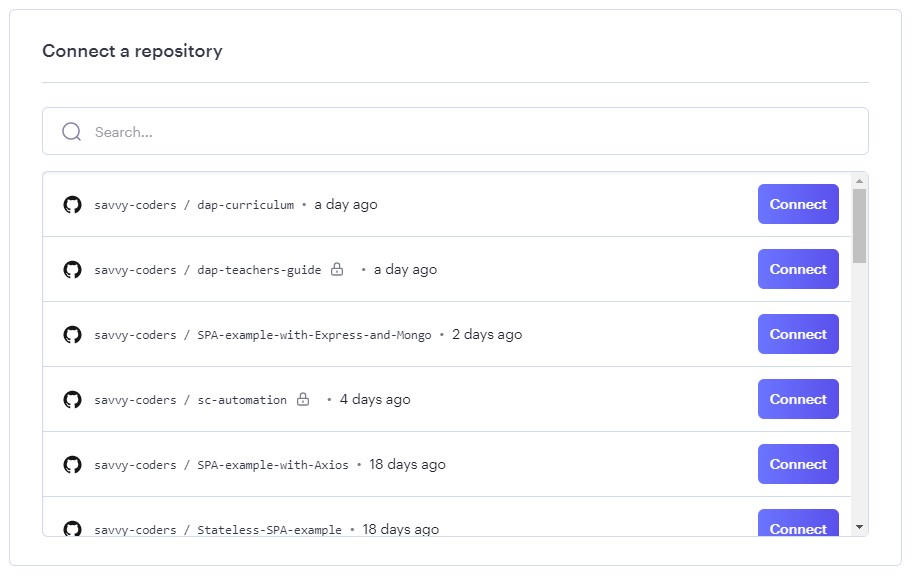 Connect a repository
Search...
savvy-coders / dap-curriculum • a day ago Connect
savvy-coders / dap-teachers-guide • a day ago Connect
savvy-coders / SPA-example-with-Express-and-Mongo • 2 days ago Connect
savvy-coders / sc-automation • 4 days ago Connect
savvy-coders / SPA-example-with-Axios • 18 days ago Connect
savvy-coders / Stateless-SPA-example • 18 days ago Connect